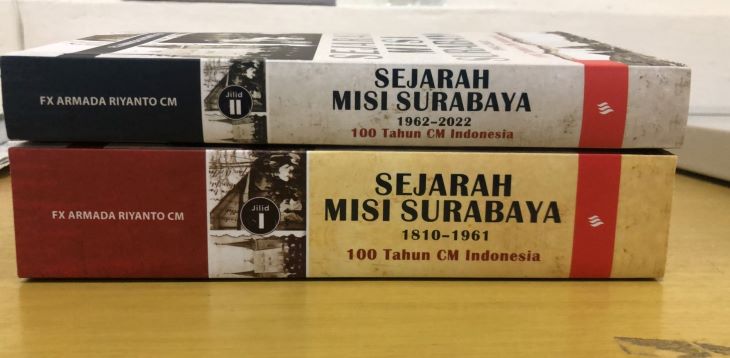 FX ARMADA RIYANTO CM
Jilid
II
SEJARAH
MISI SURABAYA
1962-2022
100 Tahun CM Indonesia
FX ARMADA RIYANTO CM
Jilid
I
SEJARAH
MISI SURABAYA
1810-1961
100 Tahun CM Indonesia